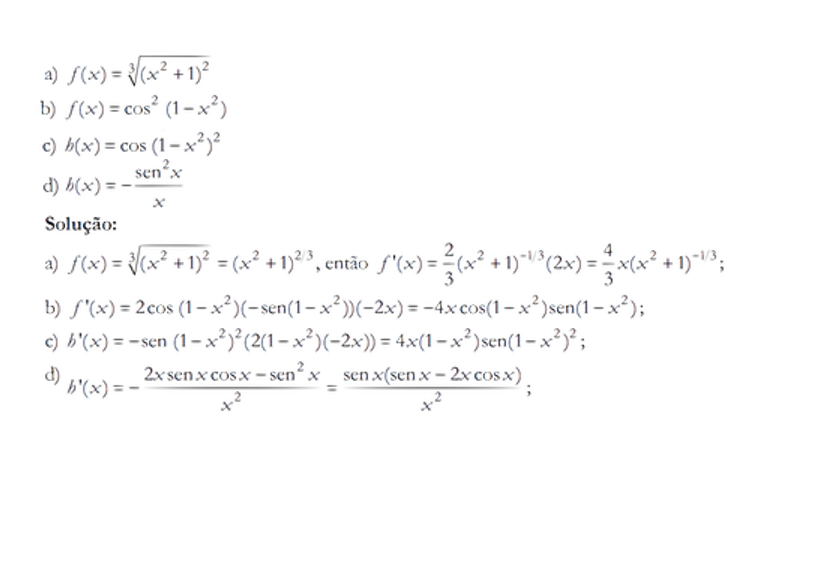 a) f(x) = ∛(x² + 1)²
b) f(x) = cos² (1 − x²)
c) h(x) = cos (1 − x²)²
d) h(x) = − sen²x / x
Solução:
a) f(x) = ∛(x² + 1)² = (x² + 1)^2/3, então f'(x) = 2/3 (x² + 1)^−1/3 (2x) = 4/3 x(x² + 1)^−1/3;
b) f'(x) = 2cos (1 − x²)(−sen(1 − x²))(−2x) = −4x cos(1 − x²)sen(1 − x²);
c) h'(x) = −sen (1 − x²)²(2(1 − x²)(−2x)) = 4x(1 − x²)sen(1 − x²)²;
d) h'(x) = − 2x sen x cos x − sen² x / x² = sen x(sen x − 2x cos x) / x² ;